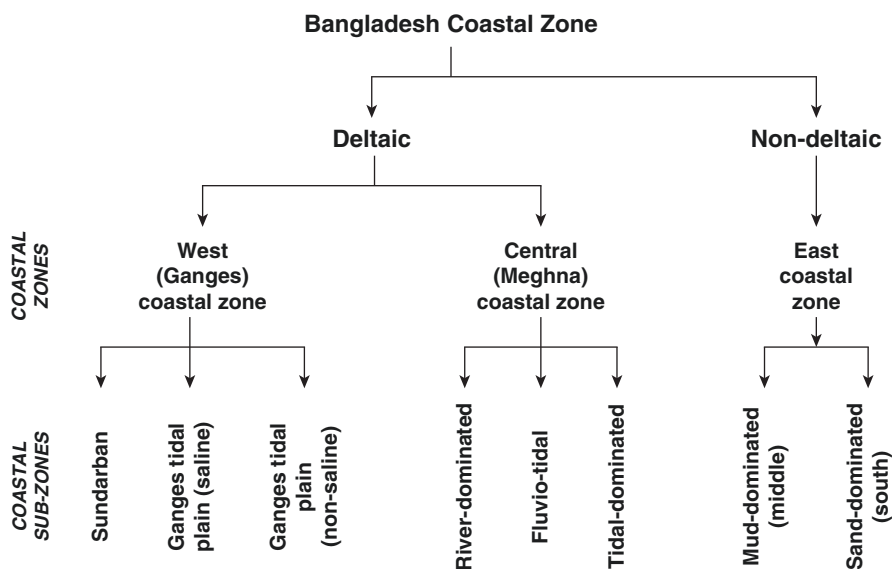 Bangladesh Coastal Zone
Deltaic
Non-deltaic
COASTAL
ZONES
West
(Ganges)
coastal zone
Central
(Meghna)
coastal zone
East
coastal
zone
COASTAL
SUB-ZONES
Sundarban
Ganges tidal
plain (saline)
Ganges tidal
plain
(non-saline)
River-dominated
Fluvio-tidal
Tidal-dominated
Mud-dominated
(middle)
Sand-dominated
(south)